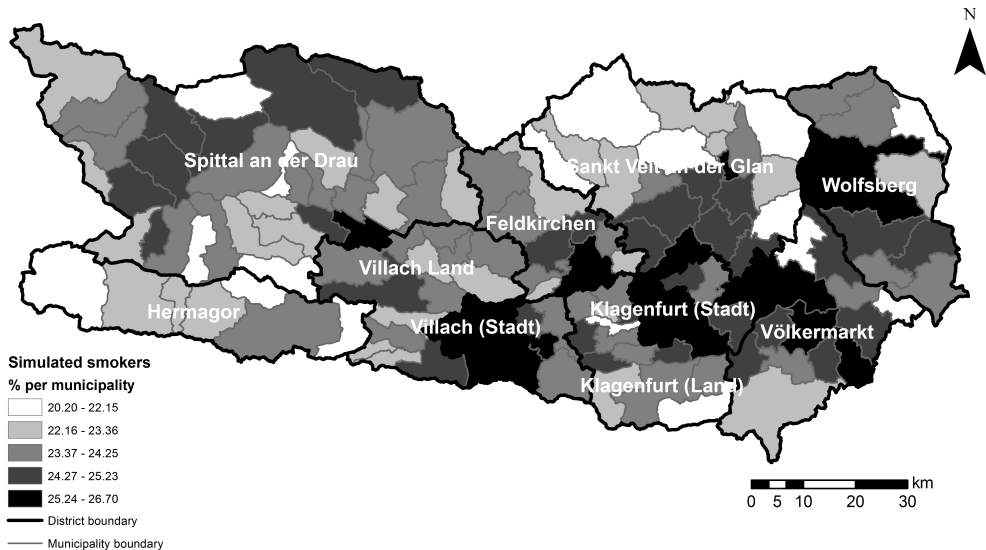 N
Spittal an der Drau
Sankt Veit an der Glan
Wolfsberg
Feldkirchen
Villach Land
Hermagor
Villach (Stadt)
Klagenfurt (Stadt)
Völkermarkt
Klagenfurt (Land)
Simulated smokers
% per municipality
20.20 - 22.15
22.16 - 23.36
23.37 - 24.25
24.27 - 25.23
25.24 - 26.70
District boundary
Municipality boundary
km
0 5 10 20 30